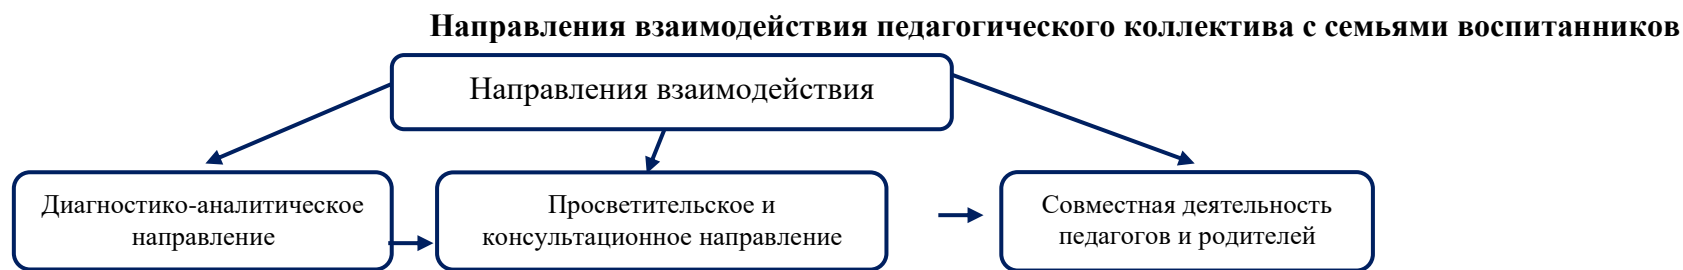 Направления взаимодействия педагогического коллектива с семьями воспитанников
Направления взаимодействия
Диагностико-аналитическое
направление
Просветительское и
консультационное направление
Совместная деятельность
педагогов и родителей